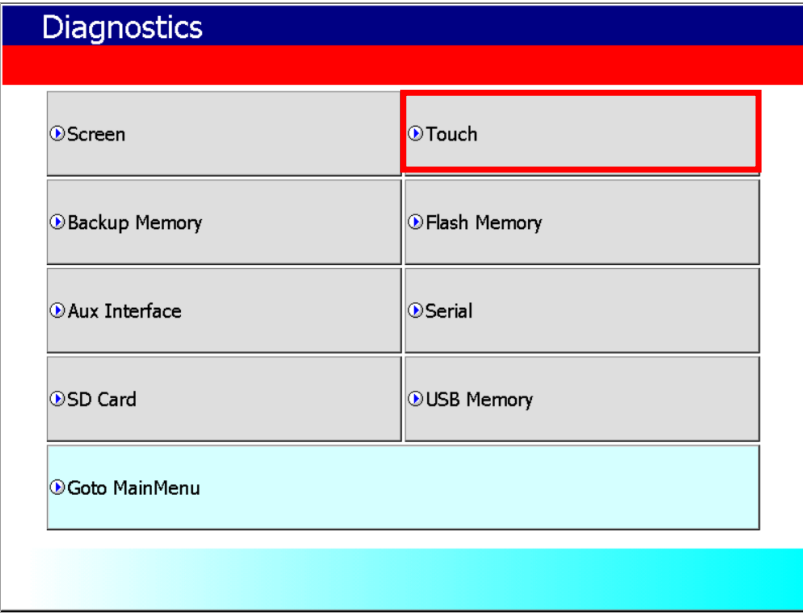 Diagnostics
Screen
Touch
Backup Memory
Flash Memory
Aux Interface
Serial
SD Card
USB Memory
Goto MainMenu